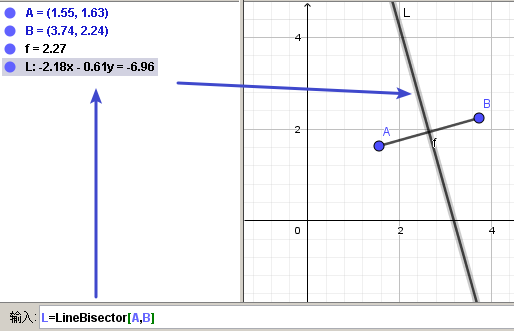 A = (1.55, 1.63)
B = (3.74, 2.24)
f = 2.27
L: -2.18x - 0.61y = -6.96
L
4
B
2
A
f
0
2
4
输入: L=LineBisector[A,B]